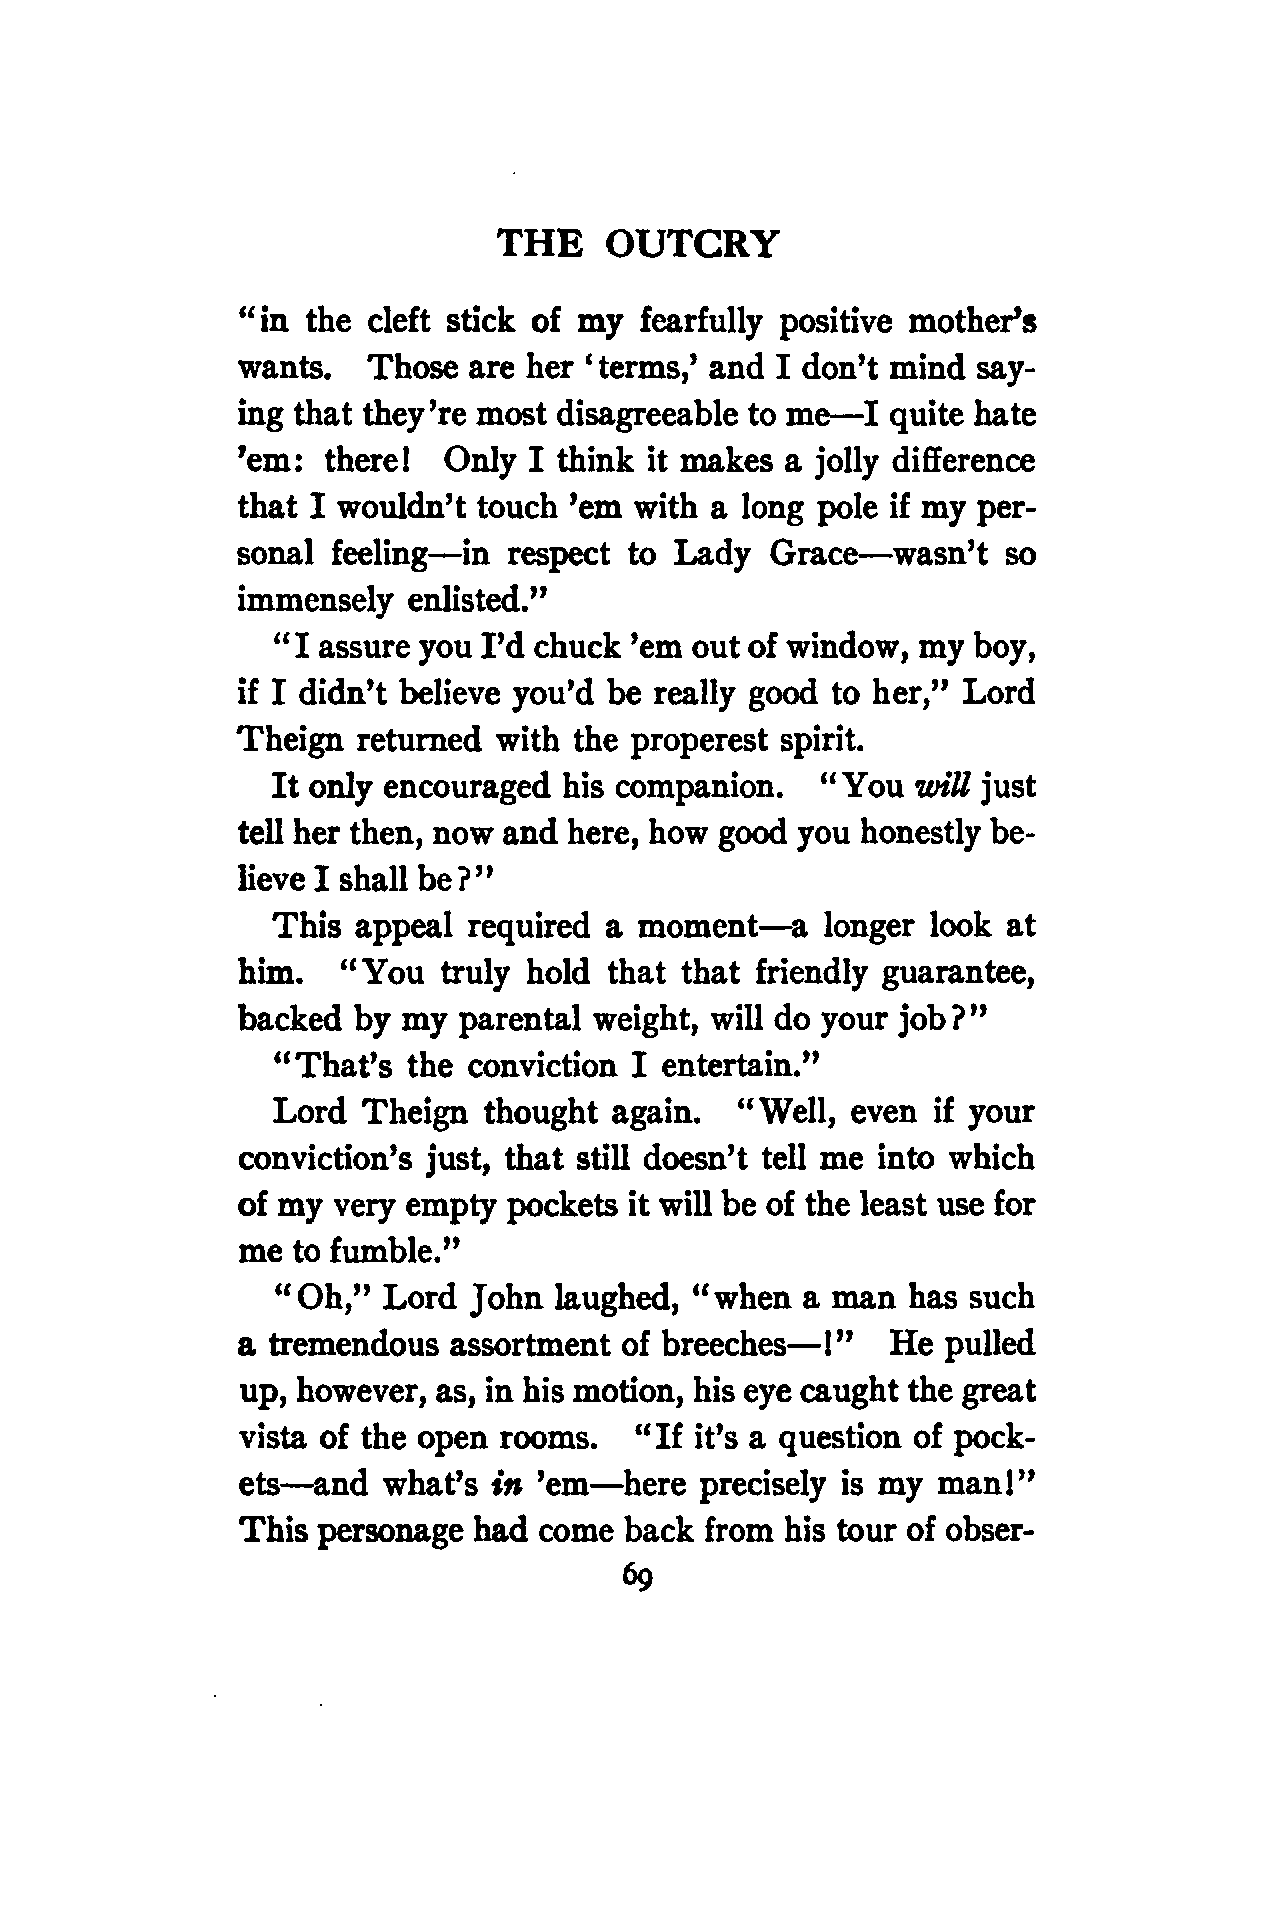 THE OUTCRY
“in the cleft stick of my fearfully positive mother’s
wants. Those are her ‘terms,’ and I don’t mind say-
ing that they’re most disagreeable to me—I quite hate
’em: there! Only I think it makes a jolly difference
that I wouldn’t touch ’em with a long pole if my per-
sonal feeling—in respect to Lady Grace—wasn’t so
immensely enlisted.”
“I assure you I’d chuck ’em out of window, my boy,
if I didn’t believe you’d be really good to her,” Lord
Theign returned with the properest spirit.
It only encouraged his companion. “You will just
tell her then, now and here, how good you honestly be-
lieve I shall be?”
This appeal required a moment—a longer look at
him. “You truly hold that that friendly guarantee,
backed by my parental weight, will do your job?”
“That’s the conviction I entertain.”
Lord Theign thought again. “Well, even if your
conviction’s just, that still doesn’t tell me into which
of my very empty pockets it will be of the least use for
me to fumble.”
“Oh,” Lord John laughed, “when a man has such
a tremendous assortment of breeches—!” He pulled
up, however, as, in his motion, his eye caught the great
vista of the open rooms. “If it’s a question of pock-
ets—and what’s in ’em—here precisely is my man!”
This personage had come back from his tour of obser-
69